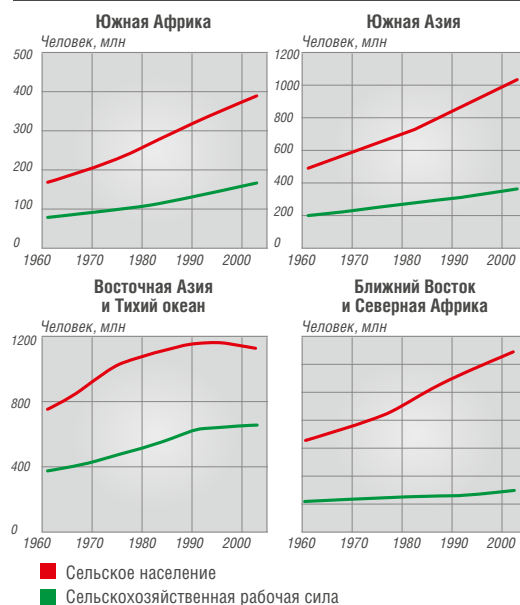 Южная Африка
Человек, млн
500
400
300
200
100
0
1960 1970 1980 1990 2000
Южная Азия
Человек, млн
1200
1000
800
600
400
200
0
1960 1970 1980 1990 2000
Восточная Азия
и Тихий океан
Человек, млн
1200
800
400
0
1960 1970 1980 1990 2000
Ближний Восток
и Северная Африка
Человек, млн
1960 1970 1980 1990 2000
Сельское население
Сельскохозяйственная рабочая сила